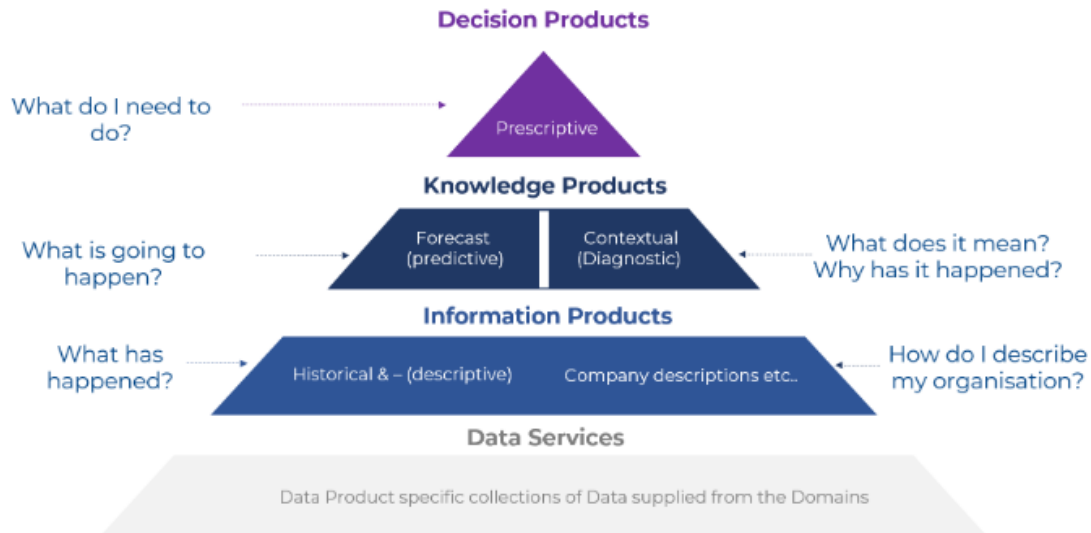 Decision Products
What do I need to
do?
Prescriptive
Knowledge Products
What is going to
happen?
Forecast
(predictive)
Contextual
(Diagnostic)
What does it mean?
Why has it happened?
Information Products
What has
happened?
Historical & – (descriptive)
Company descriptions etc..
How do I describe
my organisation?
Data Services
Data Product specific collections of Data supplied from the Domains